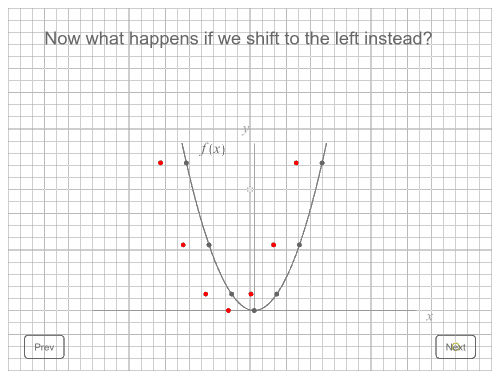 Now what happens if we shift to the left instead?
y
f(x)
x
Prev
Next